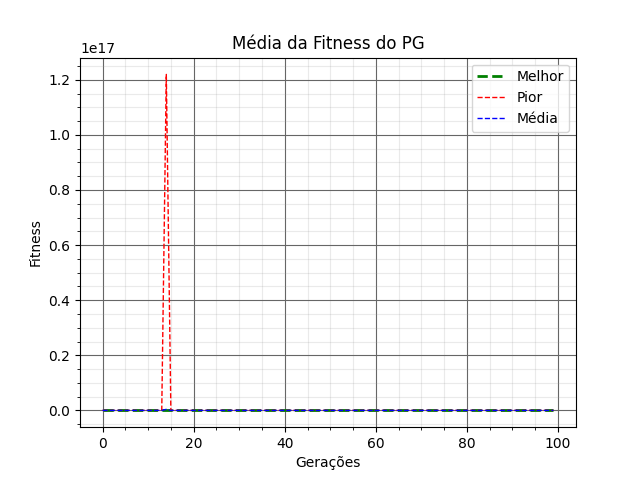 Média da Fitness do PG
1e17
Melhor
Pior
Média
1.2
1.0
0.8
0.6
0.4
0.2
0.0
Fitness
0 20 40 60 80 100
Gerações